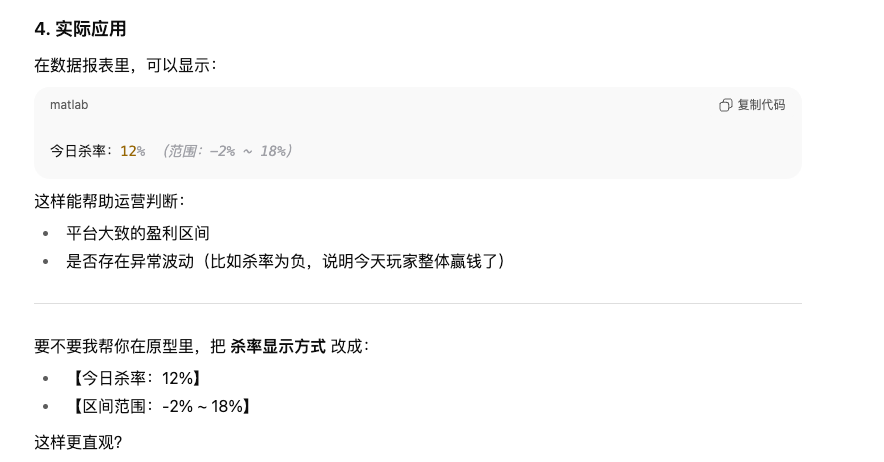 4. 实际应用
在数据报表里，可以显示：
matlab
复制代码
今日杀率：12% （范围：-2% ~ 18%）
这样能帮助运营判断：
• 平台大致的盈利区间
• 是否存在异常波动（比如杀率为负，说明今天玩家整体赢钱了）
要不要我帮你在原型里，把 杀率显示方式 改成：
• 【今日杀率：12%】
• 【区间范围：-2% ~ 18%】
这样更直观？